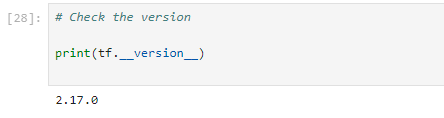 [28]: # Check the version
print(tf.__version__)
2.17.0